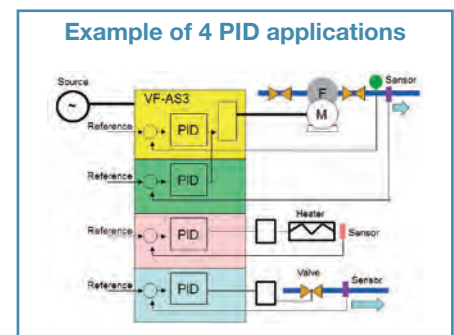 Example of 4 PID applications
Source
~
VF-AS3
Sensor
F
M
Reference
PID
Reference
PID
Reference
PID
Heater
Sensor
Reference
PID
Valve
Sensor